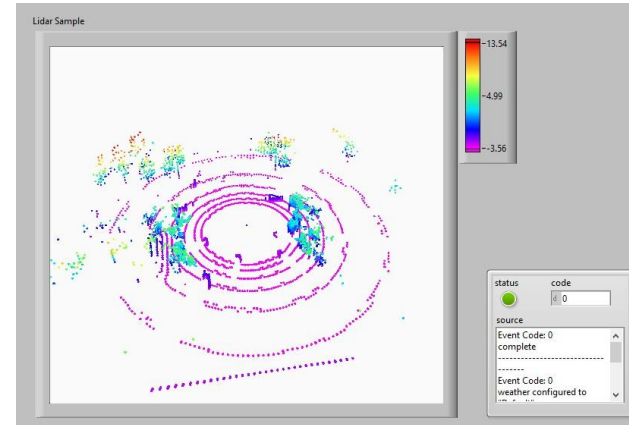 Lidar Sample
-13.54
-4.99
--3.56
status
code
d 0
source
Event Code: 0
complete
----------------------------
-------
Event Code: 0
weather configured to